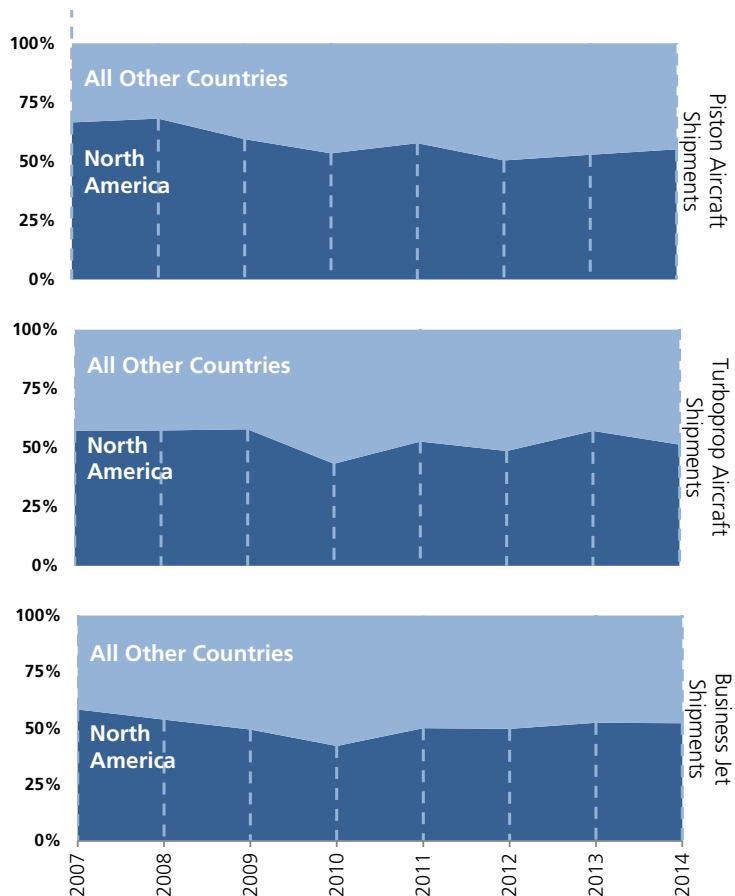 100%
All Other Countries
75%
North
America
50%
25%
0%
Piston Aircraft
Shipments
100%
All Other Countries
75%
North
America
50%
25%
0%
Turboprop Aircraft
Shipments
100%
All Other Countries
75%
North
America
50%
25%
0%
Business Jet
Shipments
2007
2008
2009
2010
2011
2012
2013
2014